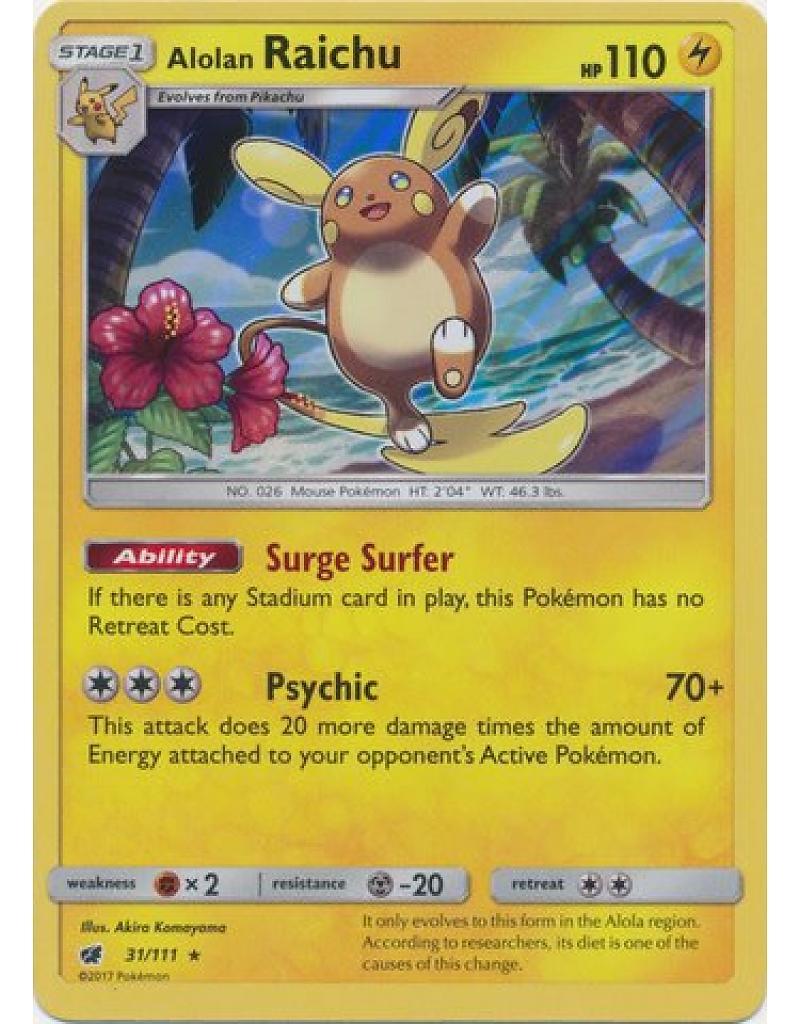 STAGE 1
Alolan Raichu
HP 110
Evolves from Pikachu
NO. 026 Mouse Pokémon HT: 2'04" WT: 46.3 lbs.
Ability Surge Surfer
If there is any Stadium card in play, this Pokémon has no
Retreat Cost.
Psychic 70+
This attack does 20 more damage times the amount of
Energy attached to your opponent's Active Pokémon.
weakness × 2 resistance -20 retreat
Illus. Akira Komayama
31/111 ★
©2017 Pokémon
It only evolves to this form in the Alola region.
According to researchers, its diet is one of the
causes of this change.